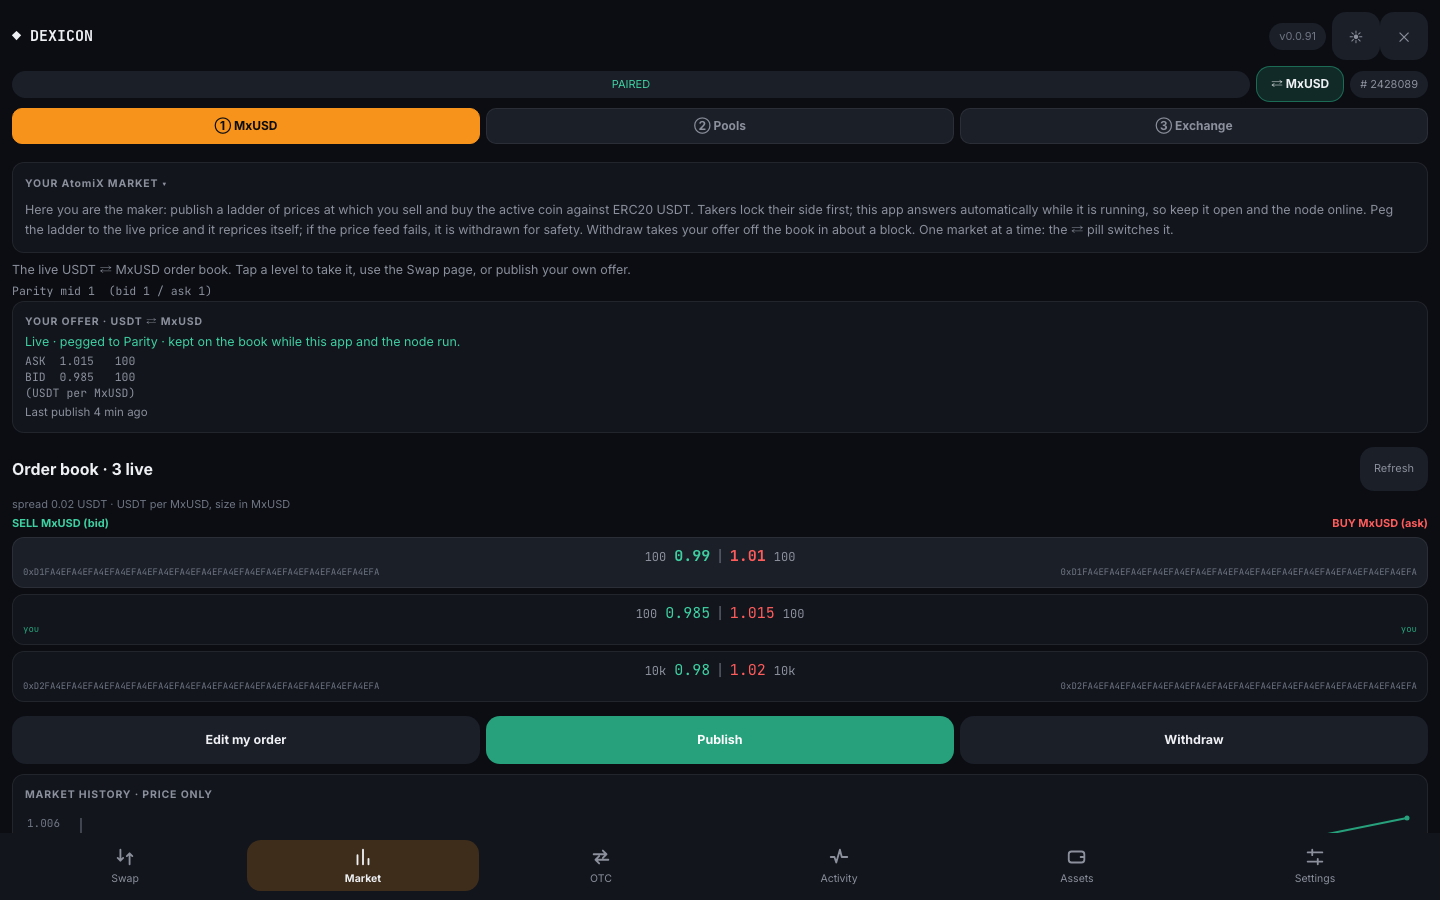 ◆ DEXICON
v0.0.91
PAIRED
⇄ MxUSD
# 2428089
① MxUSD
② Pools
③ Exchange
YOUR AtomiX MARKET ▾
Here you are the maker: publish a ladder of prices at which you sell and buy the active coin against ERC20 USDT. Takers lock their side first; this app answers automatically while it is running, so keep it open and the node online. Peg
the ladder to the live price and it reprices itself; if the price feed fails, it is withdrawn for safety. Withdraw takes your offer off the book in about a block. One market at a time: the ⇄ pill switches it.
The live USDT ⇄ MxUSD order book. Tap a level to take it, use the Swap page, or publish your own offer.
Parity mid 1 (bid 1 / ask 1)
YOUR OFFER · USDT ⇄ MxUSD
Live · pegged to Parity · kept on the book while this app and the node run.
ASK 1.015 100
BID 0.985 100
(USDT per MxUSD)
Last publish 4 min ago
Order book · 3 live
Refresh
spread 0.02 USDT · USDT per MxUSD, size in MxUSD
SELL MxUSD (bid)
BUY MxUSD (ask)
100 0.99 | 1.01 100
0xD1FA4EFA4EFA4EFA4EFA4EFA4EFA4EFA4EFA4EFA4EFA4EFA4EFA4EFA4EFA4EFA
0xD1FA4EFA4EFA4EFA4EFA4EFA4EFA4EFA4EFA4EFA4EFA4EFA4EFA4EFA4EFA4EFA
100 0.985 | 1.015 100
you
you
10k 0.98 | 1.02 10k
0xD2FA4EFA4EFA4EFA4EFA4EFA4EFA4EFA4EFA4EFA4EFA4EFA4EFA4EFA4EFA4EFA
0xD2FA4EFA4EFA4EFA4EFA4EFA4EFA4EFA4EFA4EFA4EFA4EFA4EFA4EFA4EFA4EFA
Edit my order
Publish
Withdraw
MARKET HISTORY · PRICE ONLY
1.006
Swap
Market
OTC
Activity
Assets
Settings